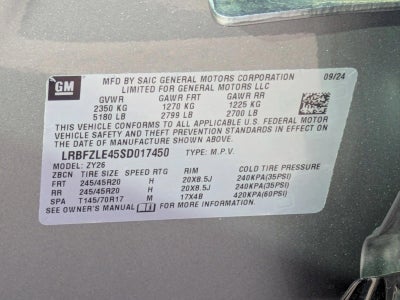 GM
MFD BY SAIC GENERAL MOTORS CORPORATION 09/24
LIMITED FOR GENERAL MOTORS LLC
GVWR GAWR FRT GAWR RR
2350 KG 1270 KG 1225 KG
5180 LB 2799 LB 2700 LB
THIS VEHICLE CONFORMS TO ALL APPLICABLE U.S. FEDERAL MOTOR
VEHICLE SAFETY AND THEFT PREVENTION STANDARDS IN EFFECT ON
THE DATE OF MANUFACTURE SHOWN ABOVE.
LRBFZLE45SD017450 TYPE: M.P.V.
MODEL: ZY26
ZBCN TIRE SIZE SPEED RTG RIM COLD TIRE PRESSURE
FRT 245/45R20 H 20X8.5J 240KPA(35PSI)
RR 245/45R20 H 20X8.5J 240KPA(35PSI)
SPA T145/70R17 M 17X4B 420KPA(60PSI)
SEE OWNER'S MANUAL FOR MORE INFORMATION.